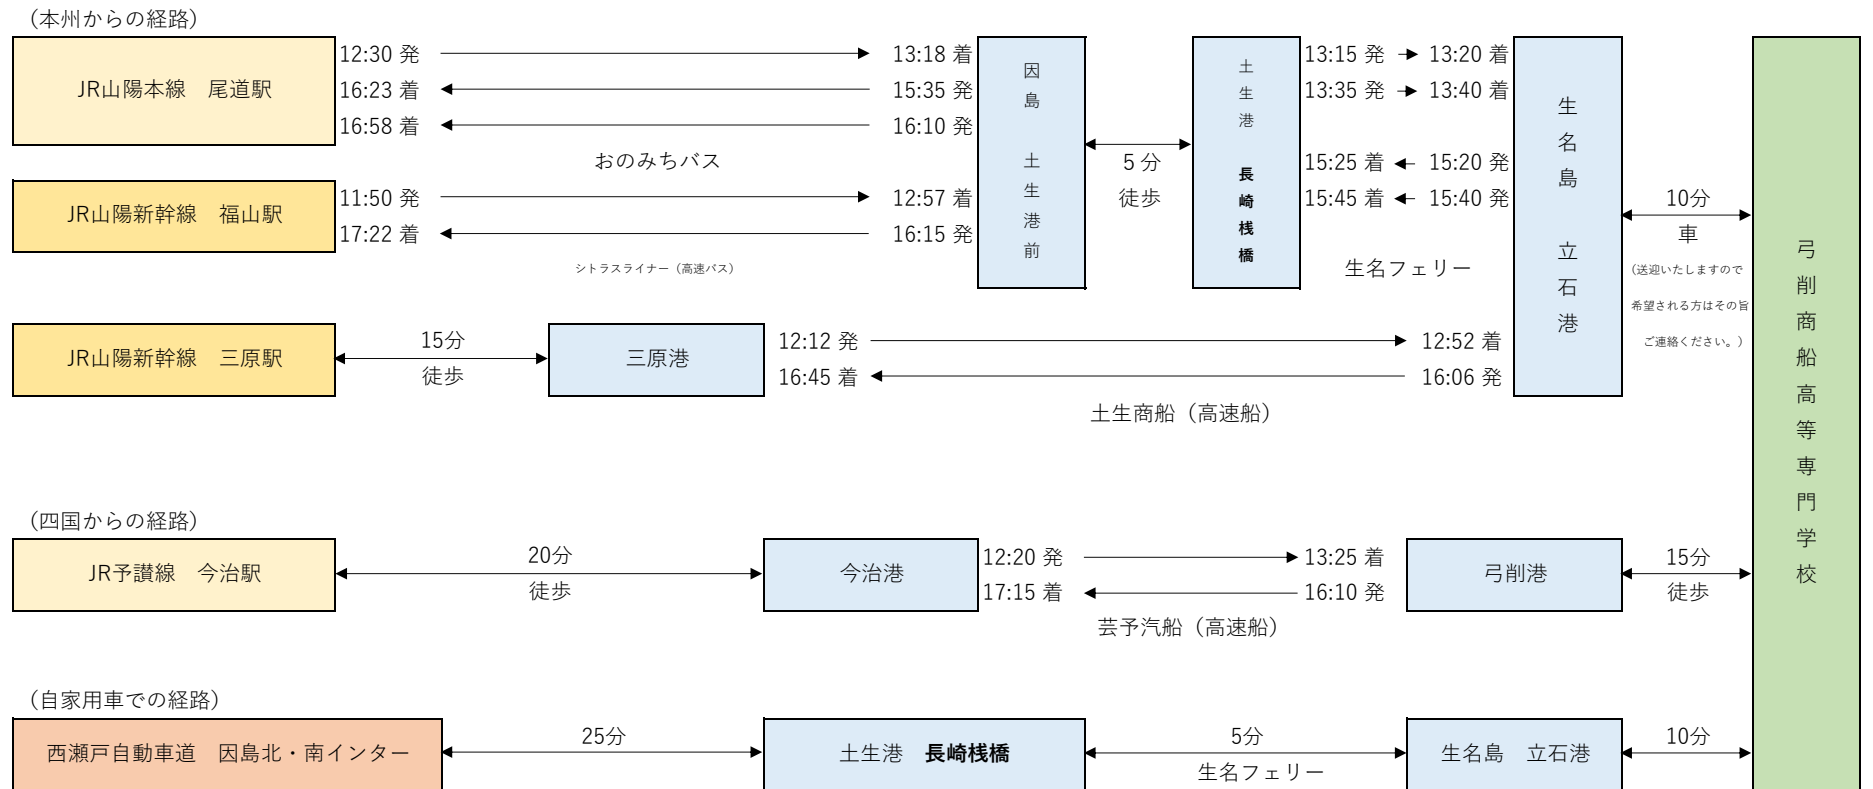 （本州からの経路）
JR山陽本線　尾道駅
12:30 発
13:18 着
16:23 着
15:35 発
16:58 着
16:10 発
おのみちバス
JR山陽新幹線　福山駅
11:50 発
12:57 着
17:22 着
16:15 発
シトラスライナー（高速バス）
因島　土生港前
5分
徒歩
土生港　長崎桟橋
13:15 発
13:20 着
13:35 発
13:40 着
15:25 着
15:20 発
15:45 着
15:40 発
生名フェリー
JR山陽新幹線　三原駅
15分
徒歩
三原港
12:12 発
12:52 着
16:45 着
16:06 発
土生商船（高速船）
生名島　立石港
10分
車
（送迎いたしますので
希望される方はその旨
ご連絡ください。）
弓削商船高等専門学校
（四国からの経路）
JR予讃線　今治駅
20分
徒歩
今治港
12:20 発
13:25 着
17:15 着
16:10 発
芸予汽船（高速船）
弓削港
15分
徒歩
（自家用車での経路）
西瀬戸自動車道　因島北・南インター
25分
土生港　長崎桟橋
5分
生名フェリー
生名島　立石港
10分